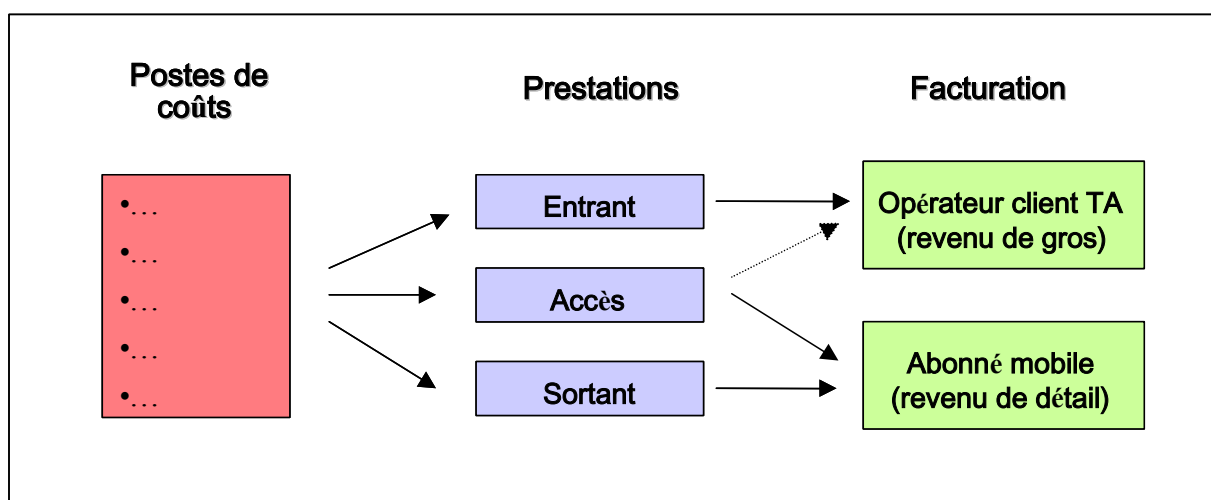 Postes de
coûts
Prestations
Facturation
•...
•...
•...
•...
•...
Entrant
Accès
Sortant
Opérateur client TA
(revenu de gros)
Abonné mobile
(revenu de détail)